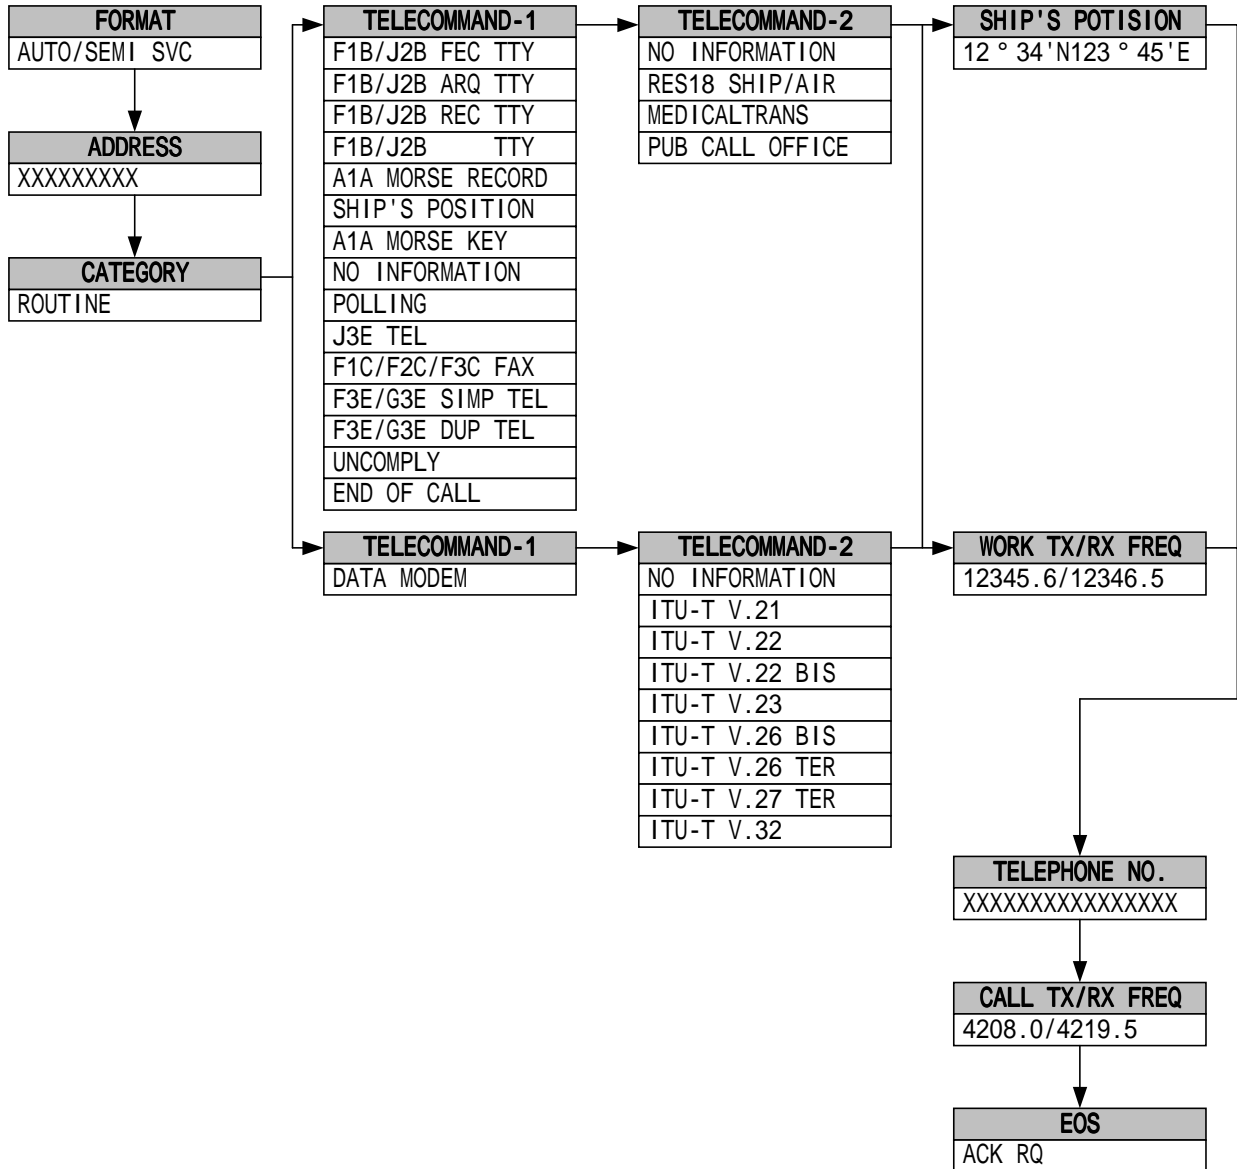 FORMAT
AUTO/SEMI SVC
ADDRESS
XXXXXXXXX
CATEGORY
ROUTINE
TELECOMMAND-1
F1B/J2B FEC TTY
F1B/J2B ARQ TTY
F1B/J2B REC TTY
F1B/J2B TTY
A1A MORSE RECORD
SHIP'S POSITION
A1A MORSE KEY
NO INFORMATION
POLLING
J3E TEL
F1C/F2C/F3C FAX
F3E/G3E SIMP TEL
F3E/G3E DUP TEL
UNCOMPLY
END OF CALL
TELECOMMAND-1
DATA MODEM
TELECOMMAND-2
NO INFORMATION
RES18 SHIP/AIR
MEDICALTRANS
PUB CALL OFFICE
TELECOMMAND-2
NO INFORMATION
ITU-T V.21
ITU-T V.22
ITU-T V.22 BIS
ITU-T V.23
ITU-T V.26 BIS
ITU-T V.26 TER
ITU-T V.27 TER
ITU-T V.32
SHIP'S POTISION
12°34'N123°45'E
WORK TX/RX FREQ
12345.6/12346.5
TELEPHONE NO.
XXXXXXXXXXXXXXXX
CALL TX/RX FREQ
4208.0/4219.5
EOS
ACK RQ